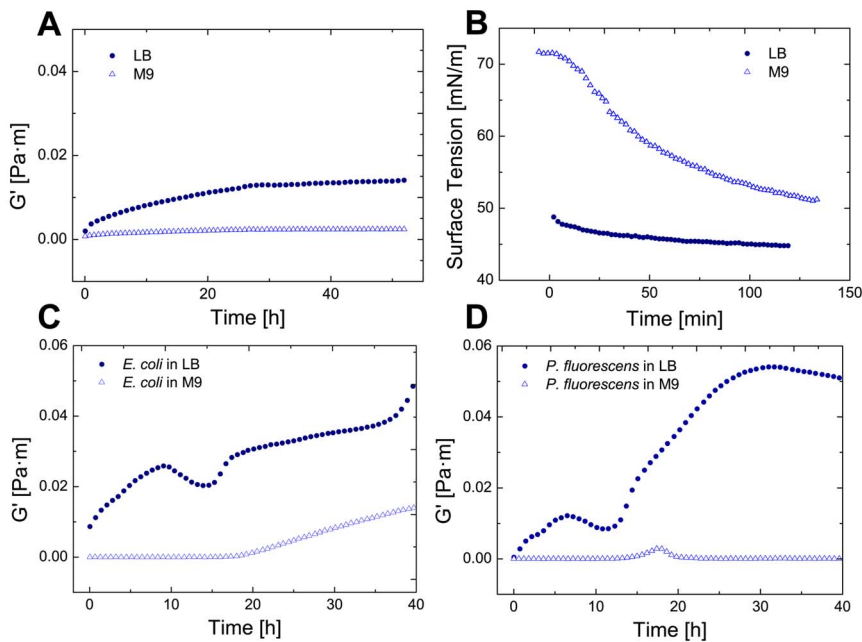 A
LB
M9
0.04
0.02
0.00
G' [Pa·m]
0
20
40
Time [h]
B
LB
M9
70
60
50
40
Surface Tension [mN/m]
0
50
100
150
Time [min]
C
E. coli in LB
E. coli in M9
0.06
0.04
0.02
0.00
G' [Pa·m]
0
10
20
30
40
Time [h]
D
P. fluorescens in LB
P. fluorescens in M9
0.06
0.04
0.02
0.00
G' [Pa·m]
0
10
20
30
40
Time [h]